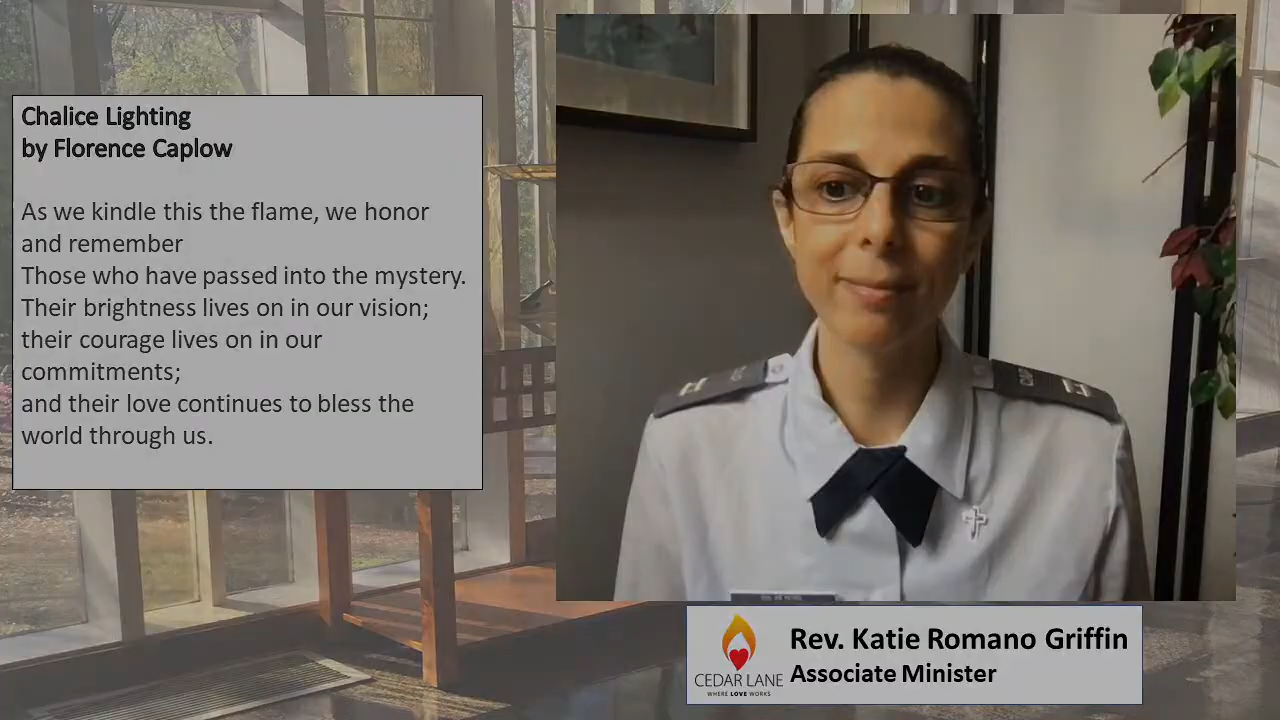 Chalice Lighting
by Florence Caplow
As we kindle this the flame, we honor
and remember
Those who have passed into the mystery.
Their brightness lives on in our vision;
their courage lives on in our
commitments;
and their love continues to bless the
world through us.
CAP
Rev. Katie Romano Griffin
Associate Minister
CEDAR LANE
WHERE LOVE WORKS